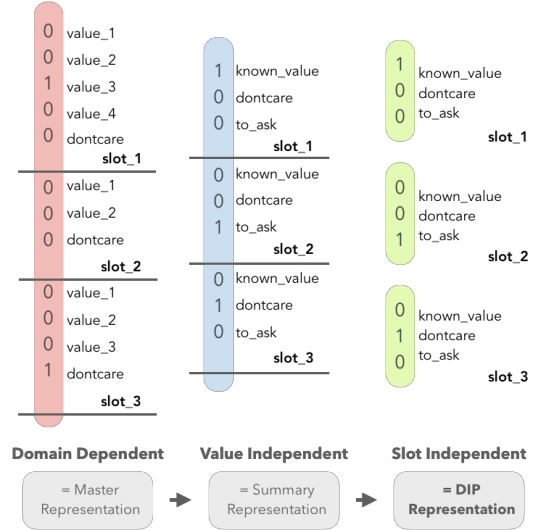 0 value_1
0 value_2
1 value_3
0 value_4
0 dontcare
slot_1
0 value_1
0 value_2
0 dontcare
slot_2
0 value_1
0 value_2
0 value_3
1 dontcare
slot_3
Domain Dependent
= Master
Representation
1 known_value
0 dontcare
0 to_ask
slot_1
0 known_value
0 dontcare
1 to_ask
slot_2
0 known_value
1 dontcare
0 to_ask
slot_3
Value Independent
= Summary
Representation
1 known_value
0 dontcare
0 to_ask
slot_1
0 known_value
0 dontcare
1 to_ask
slot_2
0 known_value
1 dontcare
0 to_ask
slot_3
Slot Independent
= DIP
Representation